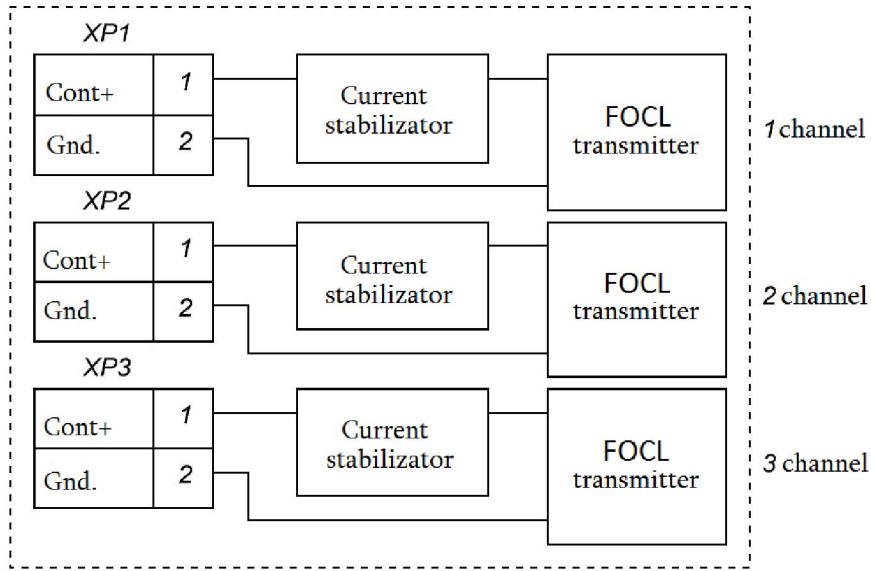 XP1
Cont+ 1
Gnd. 2
Current
stabilizator
FOCL
transmitter
1 channel
XP2
Cont+ 1
Gnd. 2
Current
stabilizator
FOCL
transmitter
2 channel
XP3
Cont+ 1
Gnd. 2
Current
stabilizator
FOCL
transmitter
3 channel